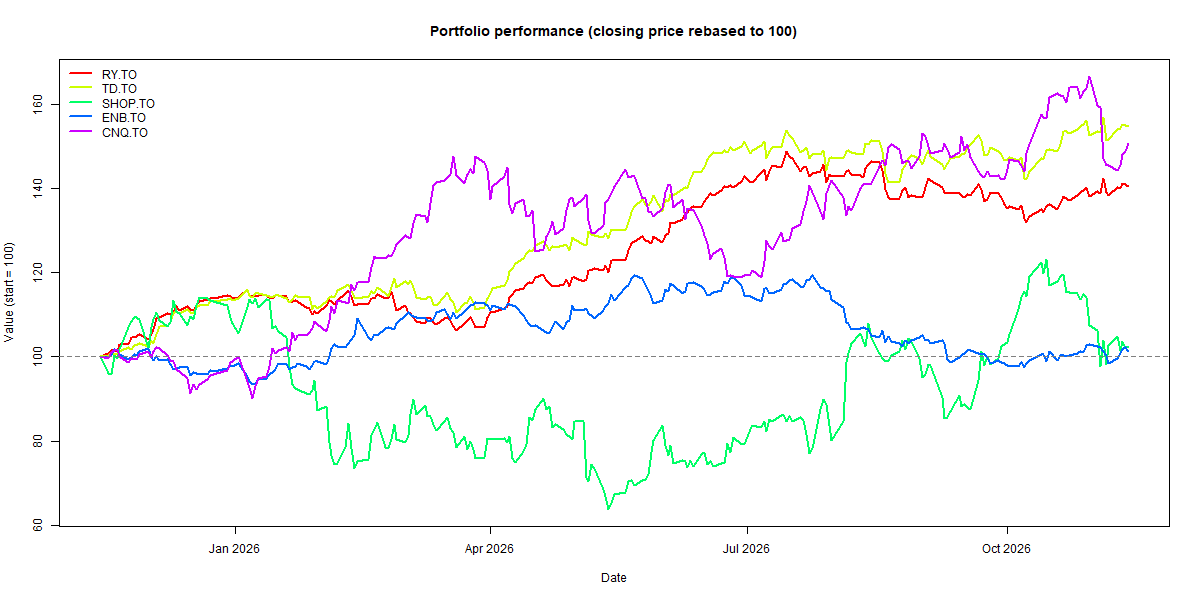 Portfolio performance (closing price rebased to 100)
RY.TO
TD.TO
SHOP.TO
ENB.TO
CNQ.TO
Value (start = 100)
160
140
120
100
80
60
Jan 2026
Apr 2026
Jul 2026
Oct 2026
Date